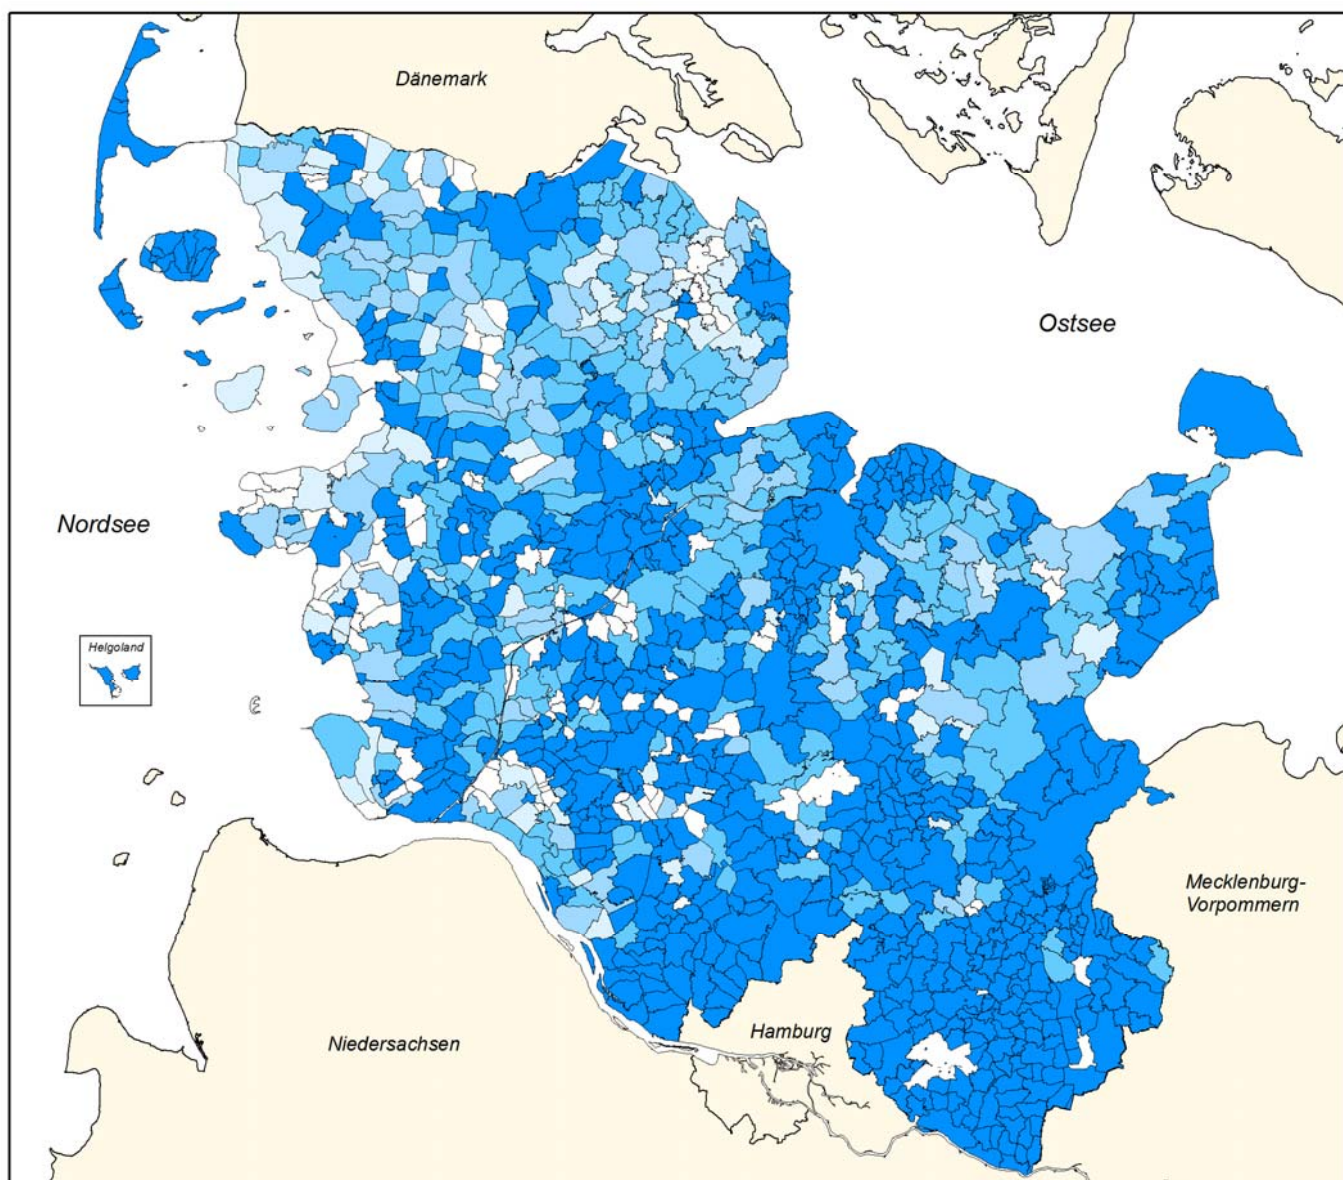 Dänemark
Ostsee
Nordsee
Helgoland
Mecklenburg-
Vorpommern
Hamburg
Niedersachsen